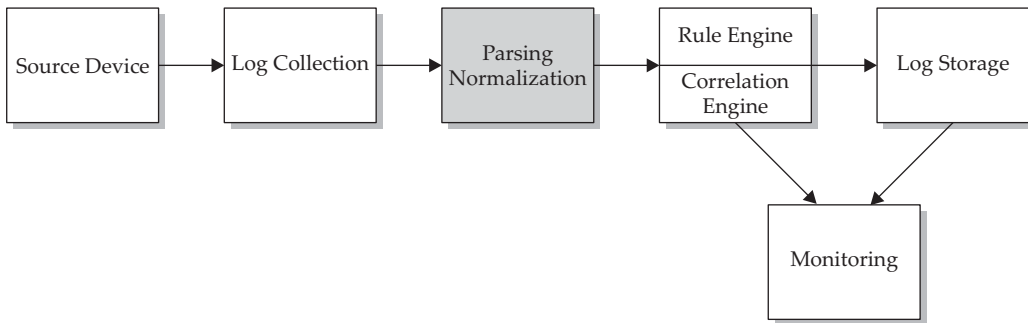 Source Device
Log Collection
Parsing
Normalization
Rule Engine
Correlation
Engine
Log Storage
Monitoring